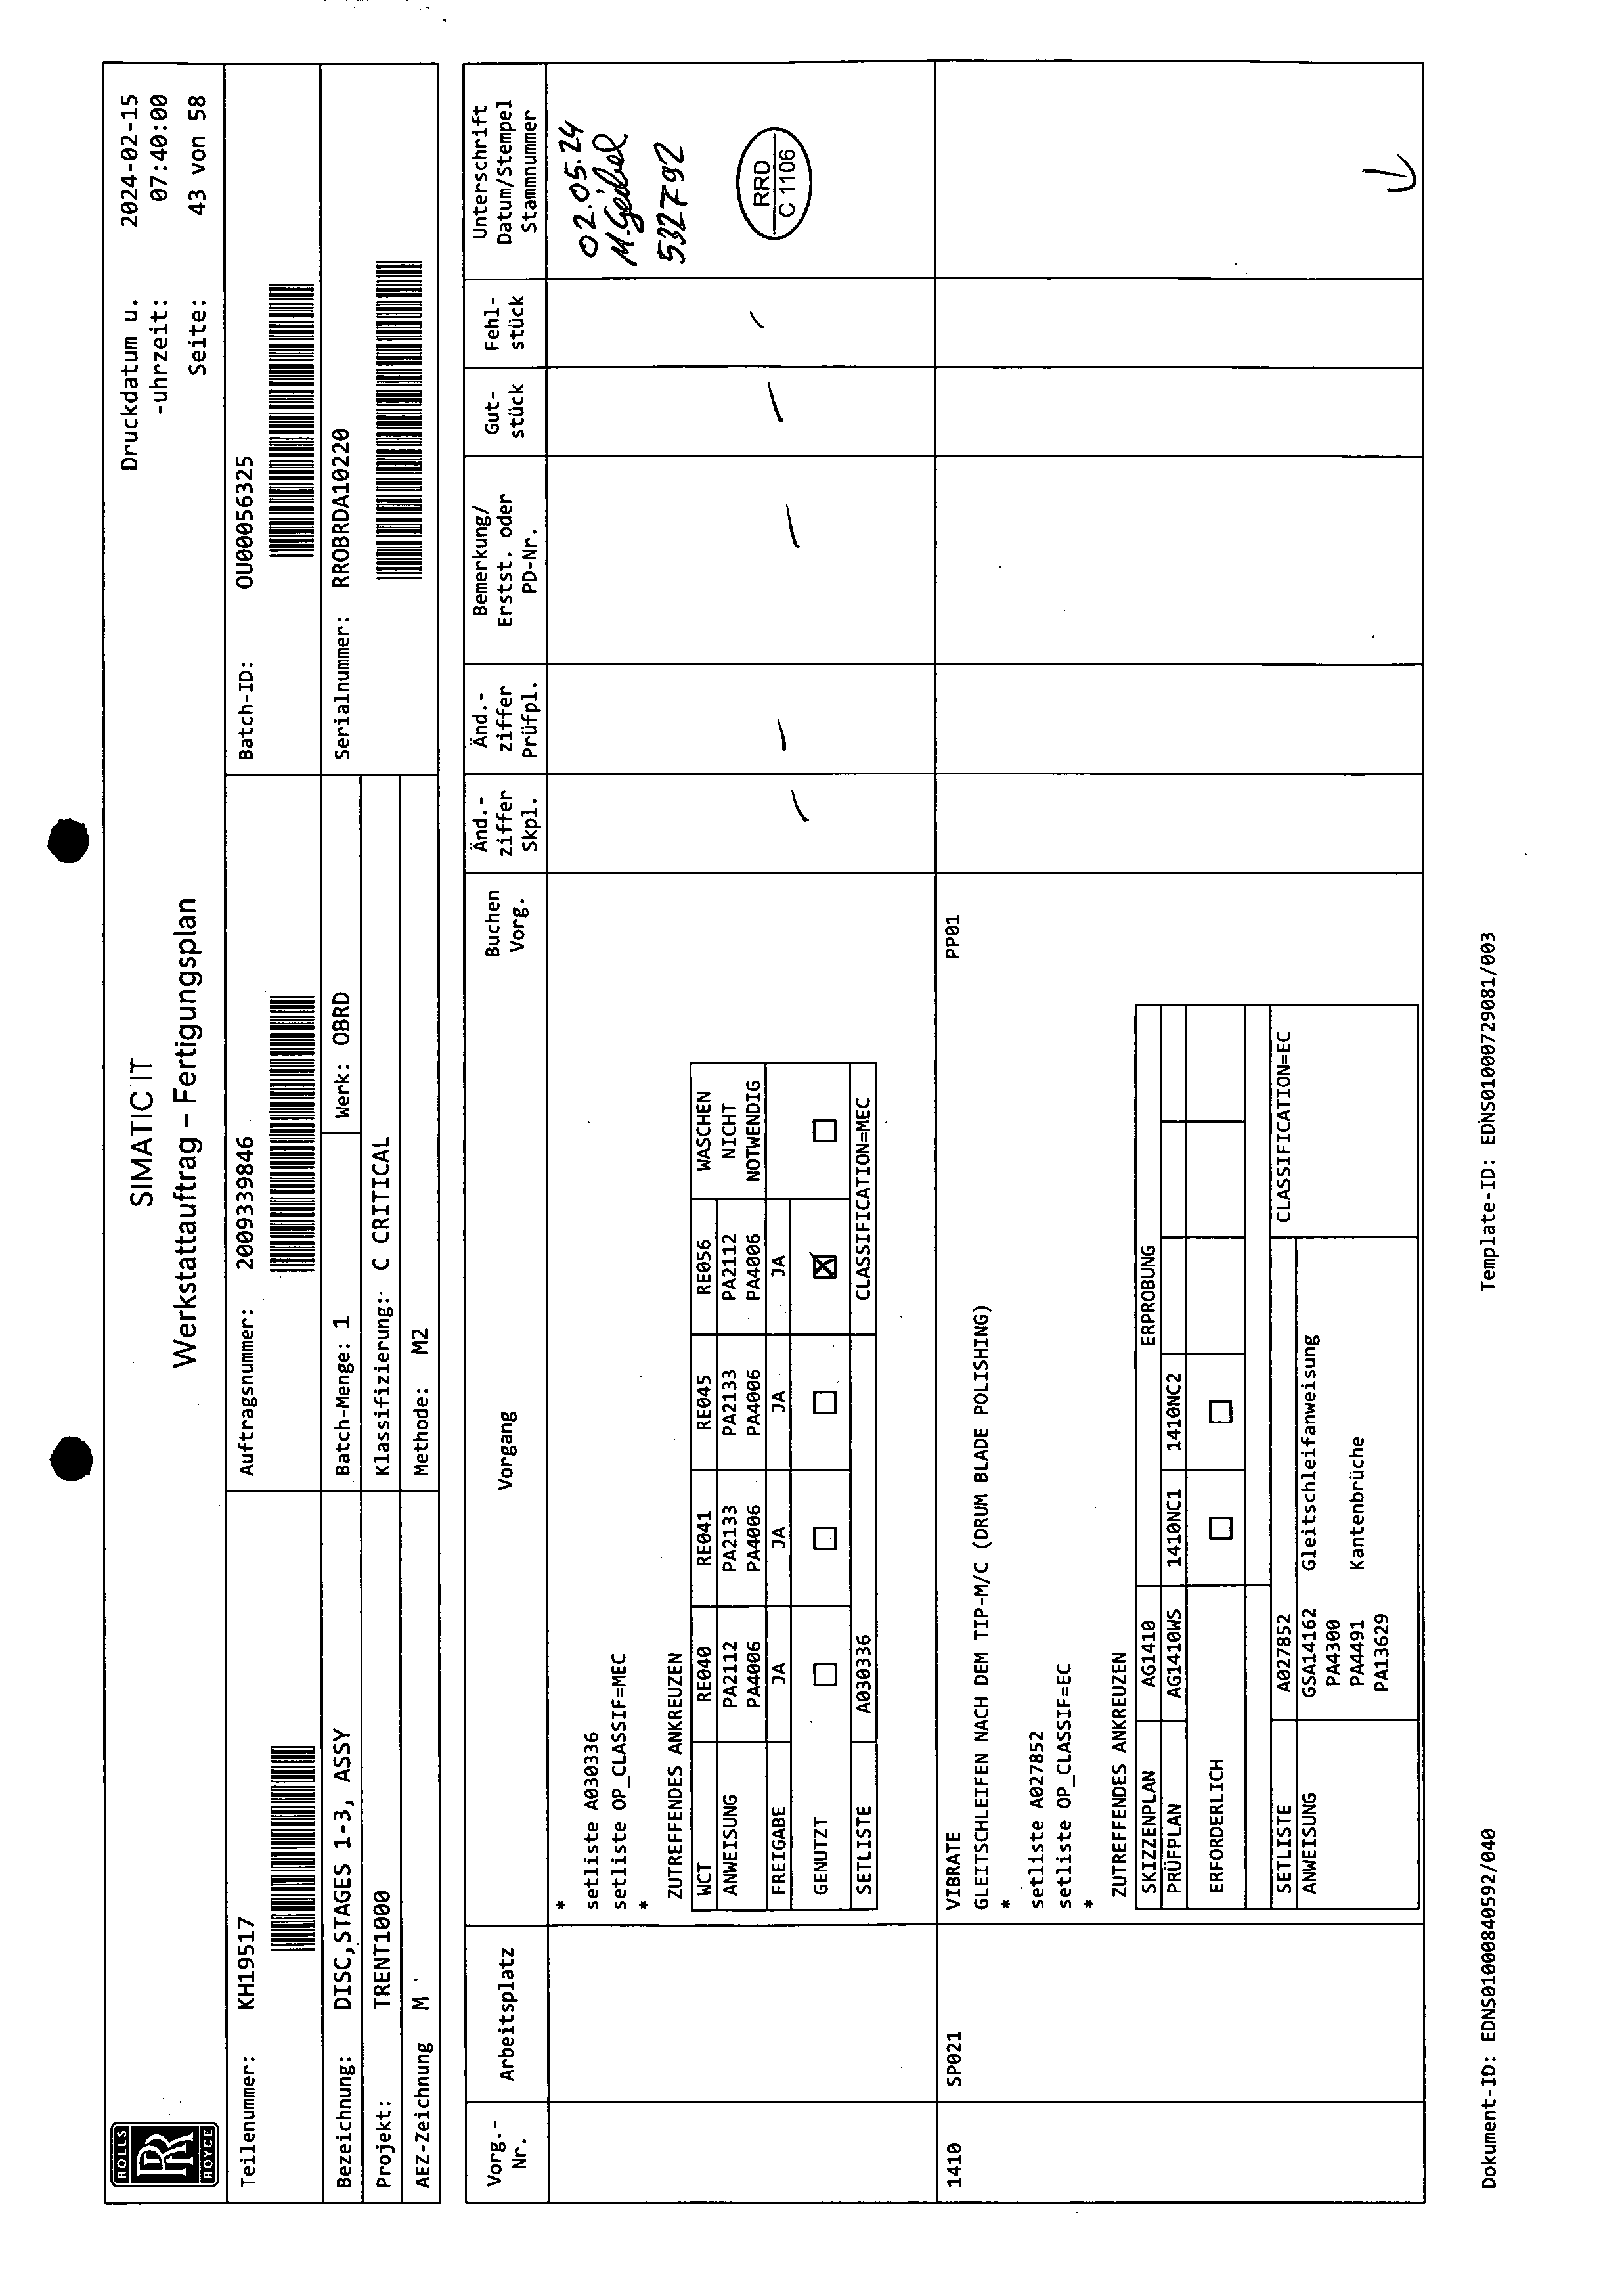 ROLLS
RR
ROYCE
SIMATIC IT
Werkstattauftrag – Fertigungsplan
Druckdatum u. 2024-02-15
-uhrzeit: 07:40:00
Seite: 43 von 58
Teilenummer: KH19517
Auftragsnummer: 2009339846
Batch-ID: OU00056325
Bezeichnung: DISC,STAGES 1-3, ASSY
Batch-Menge: 1
Werk: OBRD
Serialnummer: RROBRDA10220
Projekt: TRENT1000
Klassifizierung: C CRITICAL
AEZ-Zeichnung M
Methode: M2
Vorg.-
Nr.
Arbeitsplatz
Vorgang
Buchen
Vorg.
Änd.-
ziffer
Skpl.
Änd.-
ziffer
Prüfpl.
Bemerkung/
Erstst. oder
PD-Nr.
Gut-
stück
Fehl-
stück
Unterschrift
Datum/Stempel
Stammnummer
*
setliste A030336
setliste OP_CLASSIF=MEC
*
ZUTREFFENDES ANKREUZEN
WCT RE040 RE041 RE045 RE056 WASCHEN
ANWEISUNG PA2112 PA2133 PA2133 PA2112 NICHT
PA4006 PA4006 PA4006 PA4006 NOTWENDIG
FREIGABE JA JA JA JA
GENUTZT ☐ ☐ ☐ ☒ ☐
SETLISTE A030336 CLASSIFICATION=MEC
02.05.24
M.Geibel
532792
RRD
C 1106
1410 SP021 VIBRATE PP01
GLEITSCHLEIFEN NACH DEM TIP-M/C (DRUM BLADE POLISHING)
*
setliste A027852
setliste OP_CLASSIF=EC
*
ZUTREFFENDES ANKREUZEN
SKIZZENPLAN AG1410 ERPROBUNG
PRÜFPLAN AG1410WS 1410NC1 1410NC2
ERFORDERLICH ☐ ☐
SETLISTE A027852 CLASSIFICATION=EC
ANWEISUNG GSA14162 Gleitschleifanweisung
PA4300
PA4491 Kantenbrüche
PA13629
Dokument-ID: EDNS01000840592/040
Template-ID: EDNS01000729081/003